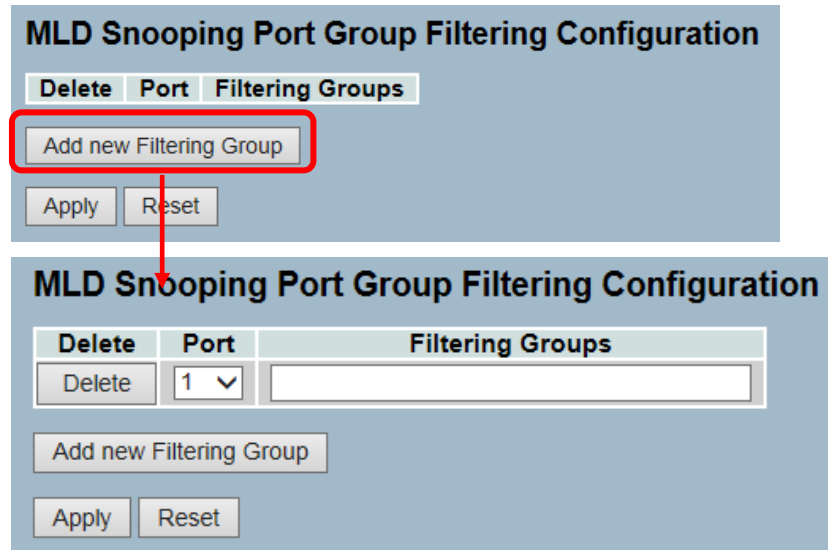 MLD Snooping Port Group Filtering Configuration
Delete Port Filtering Groups
Add new Filtering Group
Apply Reset
MLD Snooping Port Group Filtering Configuration
Delete Port Filtering Groups
Delete 1
Add new Filtering Group
Apply Reset